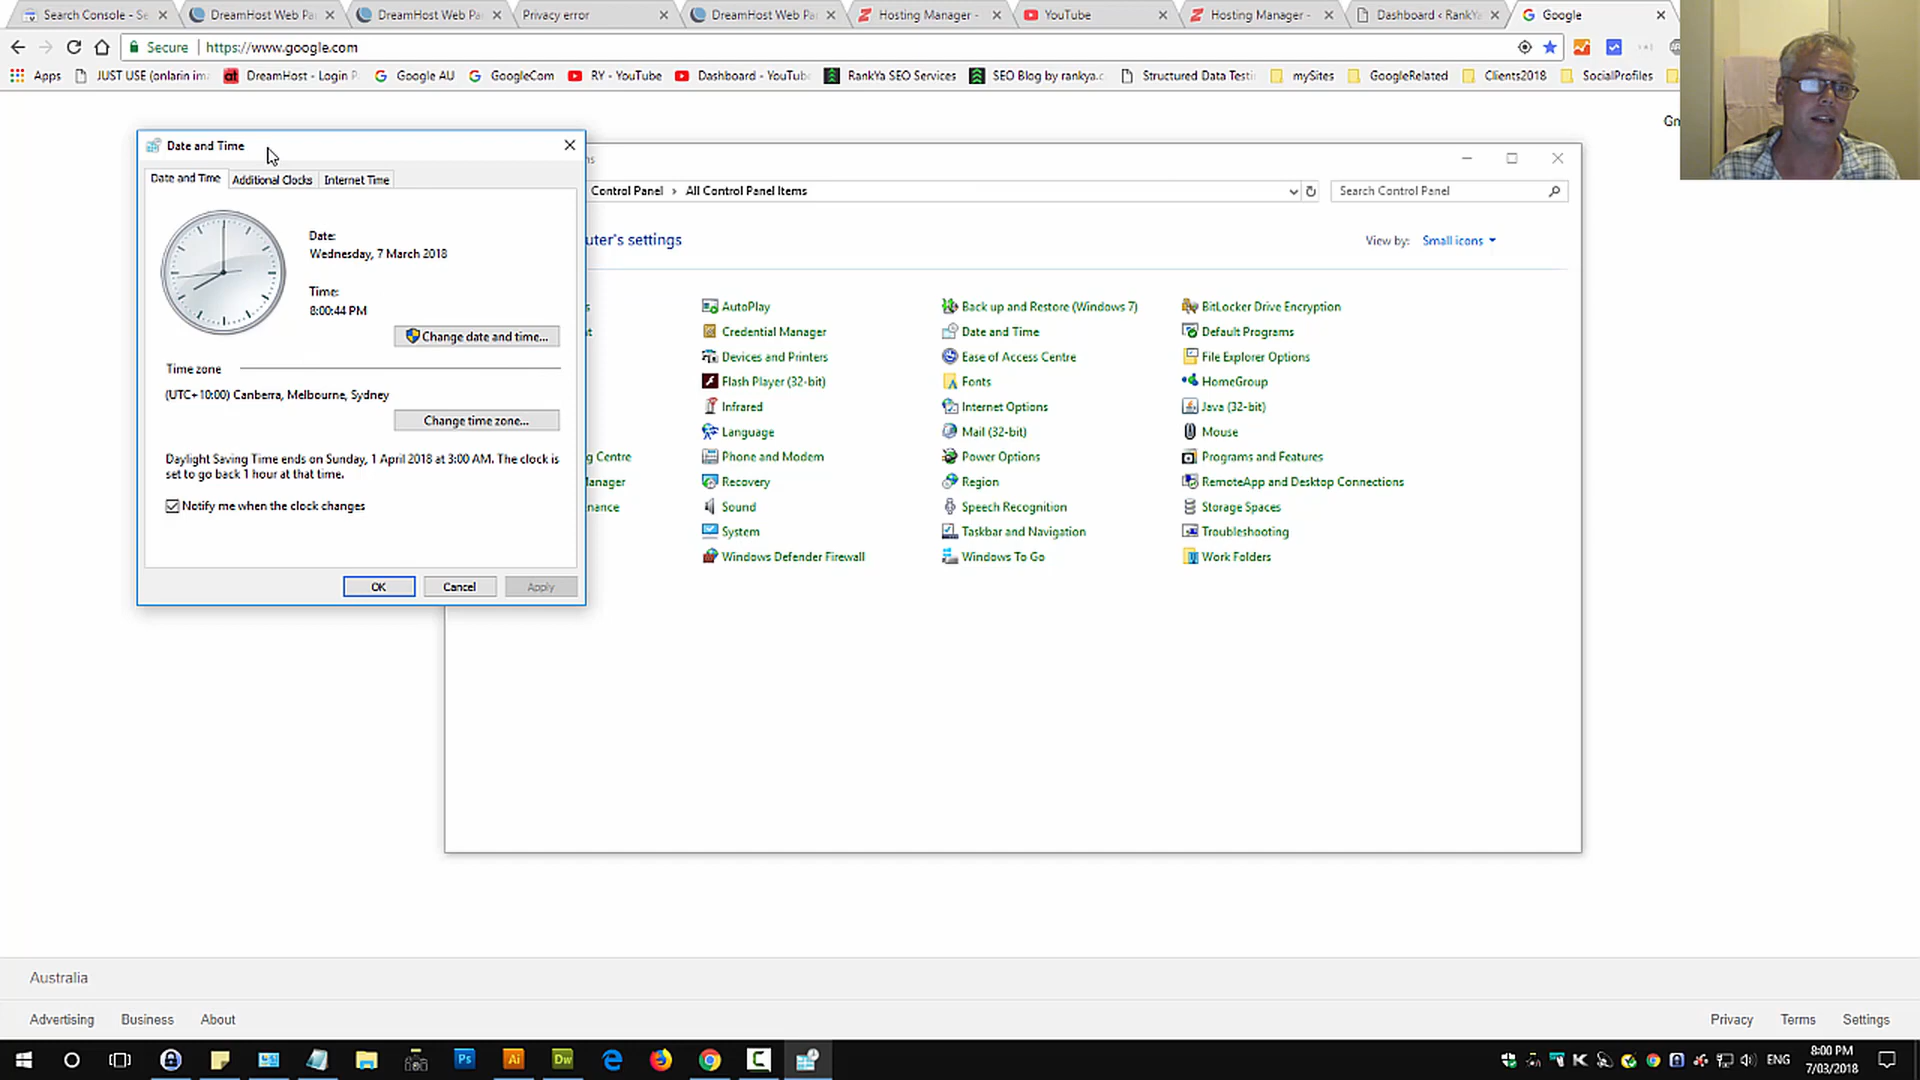 Search Console - Se
DreamHost Web Pa
DreamHost Web Pa
Privacy error
DreamHost Web Pa
Hosting Manager -
YouTube
Hosting Manager -
Dashboard ‹ RankY
Google
Secure
https://www.google.com
Apps
JUST USE (onlarin im
DreamHost - Login P
Google AU
GoogleCom
RY - YouTube
Dashboard - YouTub
RankYa SEO Services
SEO Blog by rankya.c
Structured Data Testi
mySites
GoogleRelated
Clients2018
SocialProfiles
Gm
Date and Time
Date and Time
Additional Clocks
Internet Time
Date:
Wednesday, 7 March 2018
Time:
8:00:44 PM
Change date and time...
Time zone
(UTC+10:00) Canberra, Melbourne, Sydney
Change time zone...
Daylight Saving Time ends on Sunday, 1 April 2018 at 3:00 AM. The clock is
set to go back 1 hour at that time.
Notify me when the clock changes
OK
Cancel
Apply
Control Panel › All Control Panel Items
Search Control Panel
uter's settings
View by:
Small icons
AutoPlay
Back up and Restore (Windows 7)
BitLocker Drive Encryption
Credential Manager
Date and Time
Default Programs
Devices and Printers
Ease of Access Centre
File Explorer Options
Flash Player (32-bit)
Fonts
HomeGroup
Infrared
Internet Options
Java (32-bit)
Language
Mail (32-bit)
Mouse
g Centre
Phone and Modem
Power Options
Programs and Features
anager
Recovery
Region
RemoteApp and Desktop Connections
nance
Sound
Speech Recognition
Storage Spaces
System
Taskbar and Navigation
Troubleshooting
Windows Defender Firewall
Windows To Go
Work Folders
Australia
Advertising
Business
About
Privacy
Terms
Settings
Ps
Ai
Dw
ENG
8:00 PM
7/03/2018